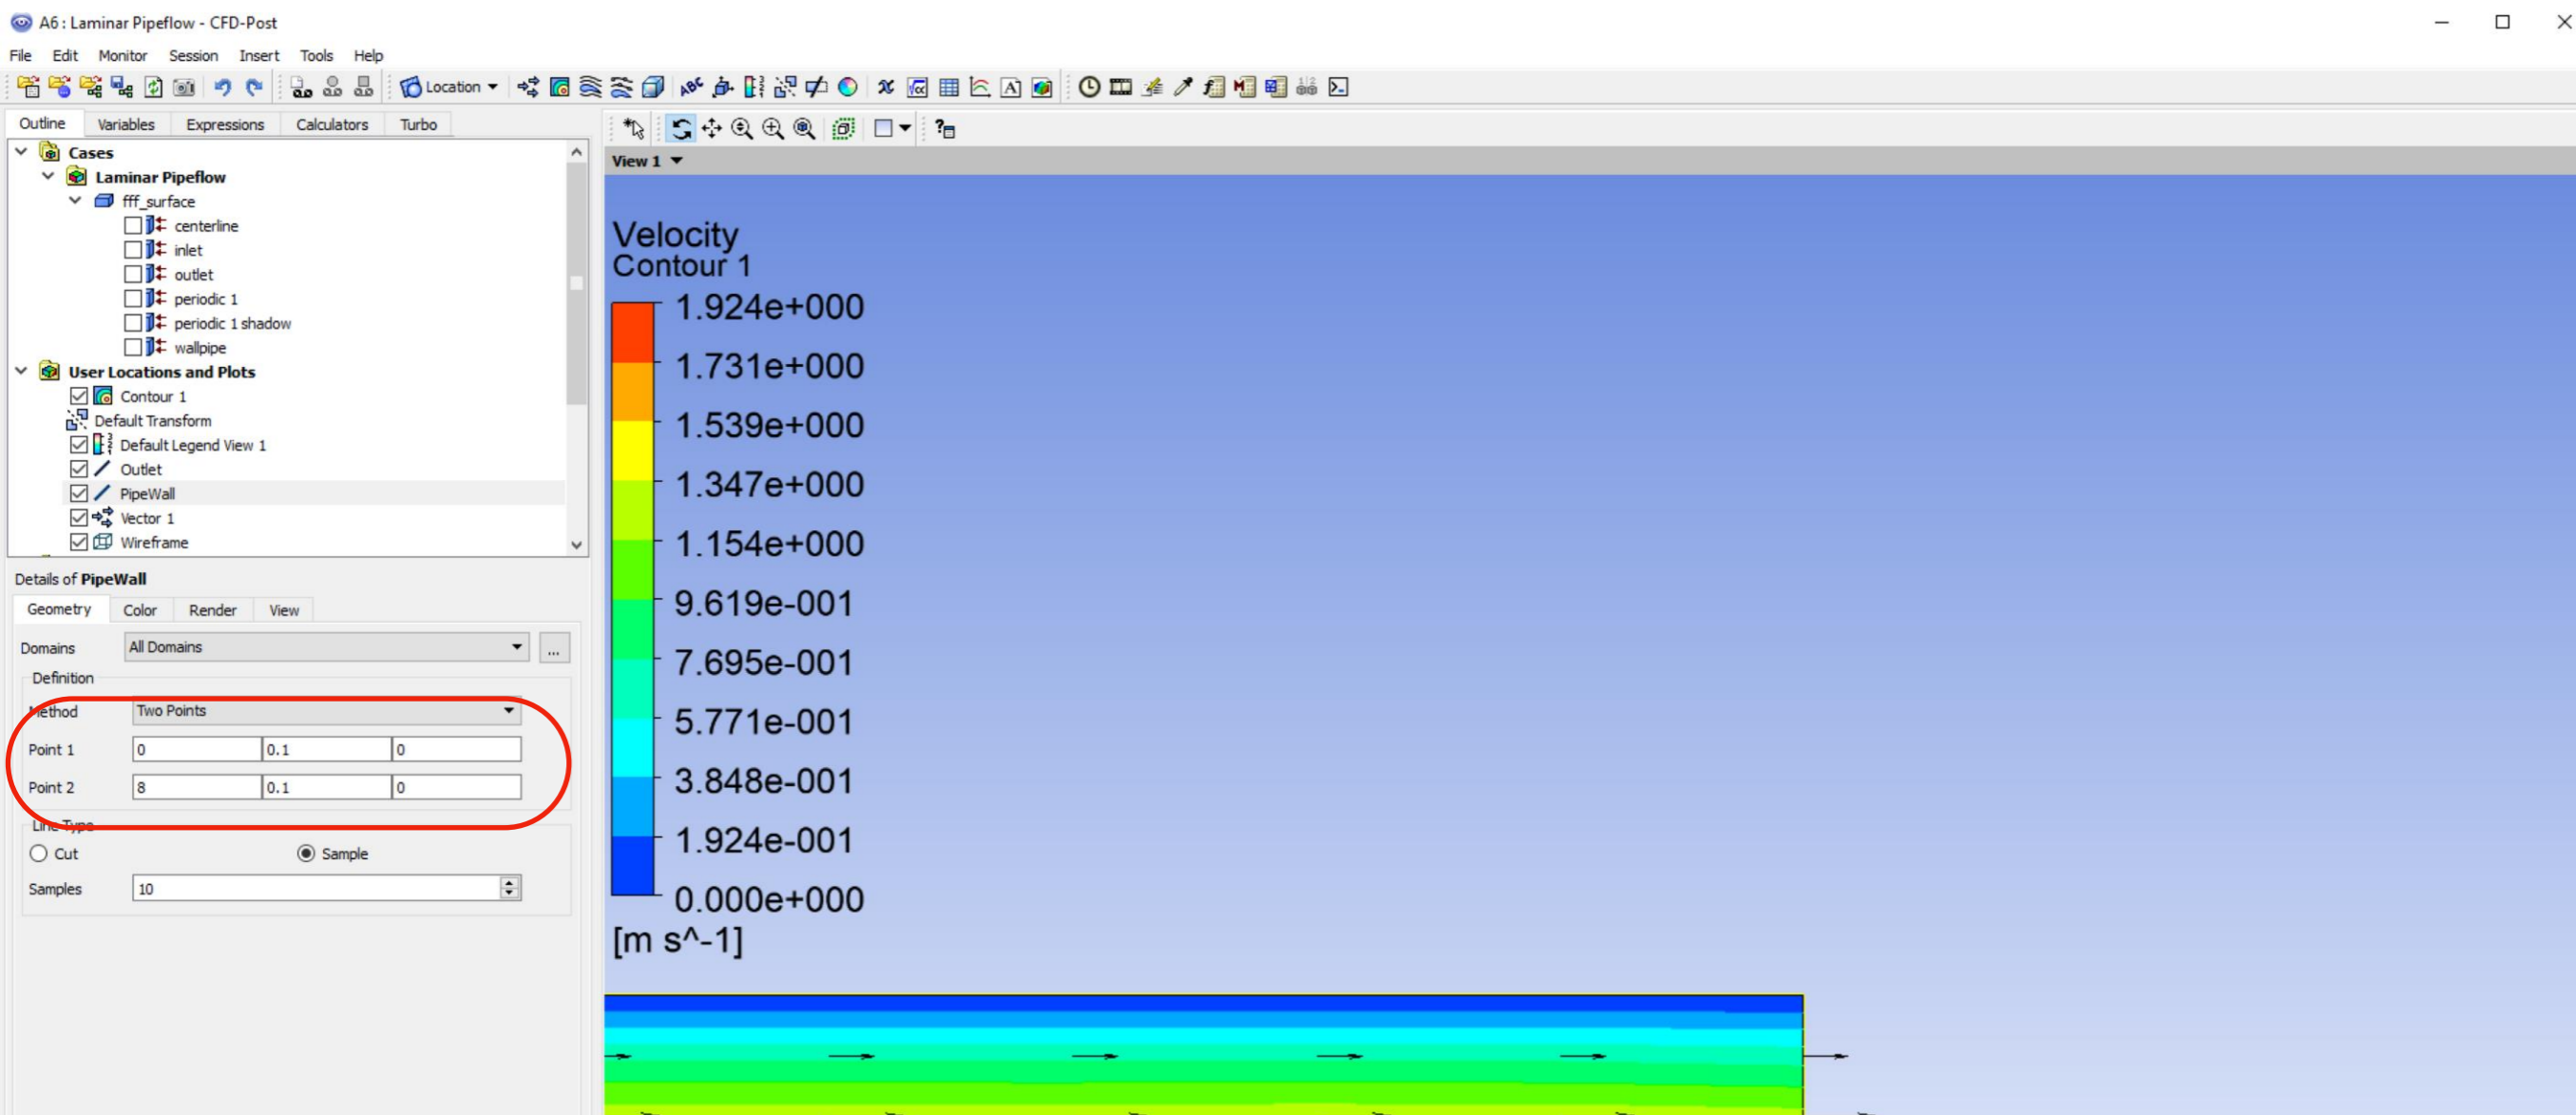 A6 : Laminar Pipeflow - CFD-Post
File Edit Monitor Session Insert Tools Help
Location
Outline Variables Expressions Calculators Turbo
Cases
Laminar Pipeflow
fff_surface
centerline
inlet
outlet
periodic 1
periodic 1 shadow
wallpipe
User Locations and Plots
Contour 1
Default Transform
Default Legend View 1
Outlet
PipeWall
Vector 1
Wireframe
Details of PipeWall
Geometry Color Render View
Domains All Domains ...
Definition
Method Two Points
Point 1 0 0.1 0
Point 2 8 0.1 0
Line Type
Cut Sample
Samples 10
View 1
Velocity
Contour 1
1.924e+000
1.731e+000
1.539e+000
1.347e+000
1.154e+000
9.619e-001
7.695e-001
5.771e-001
3.848e-001
1.924e-001
0.000e+000
[m s^-1]